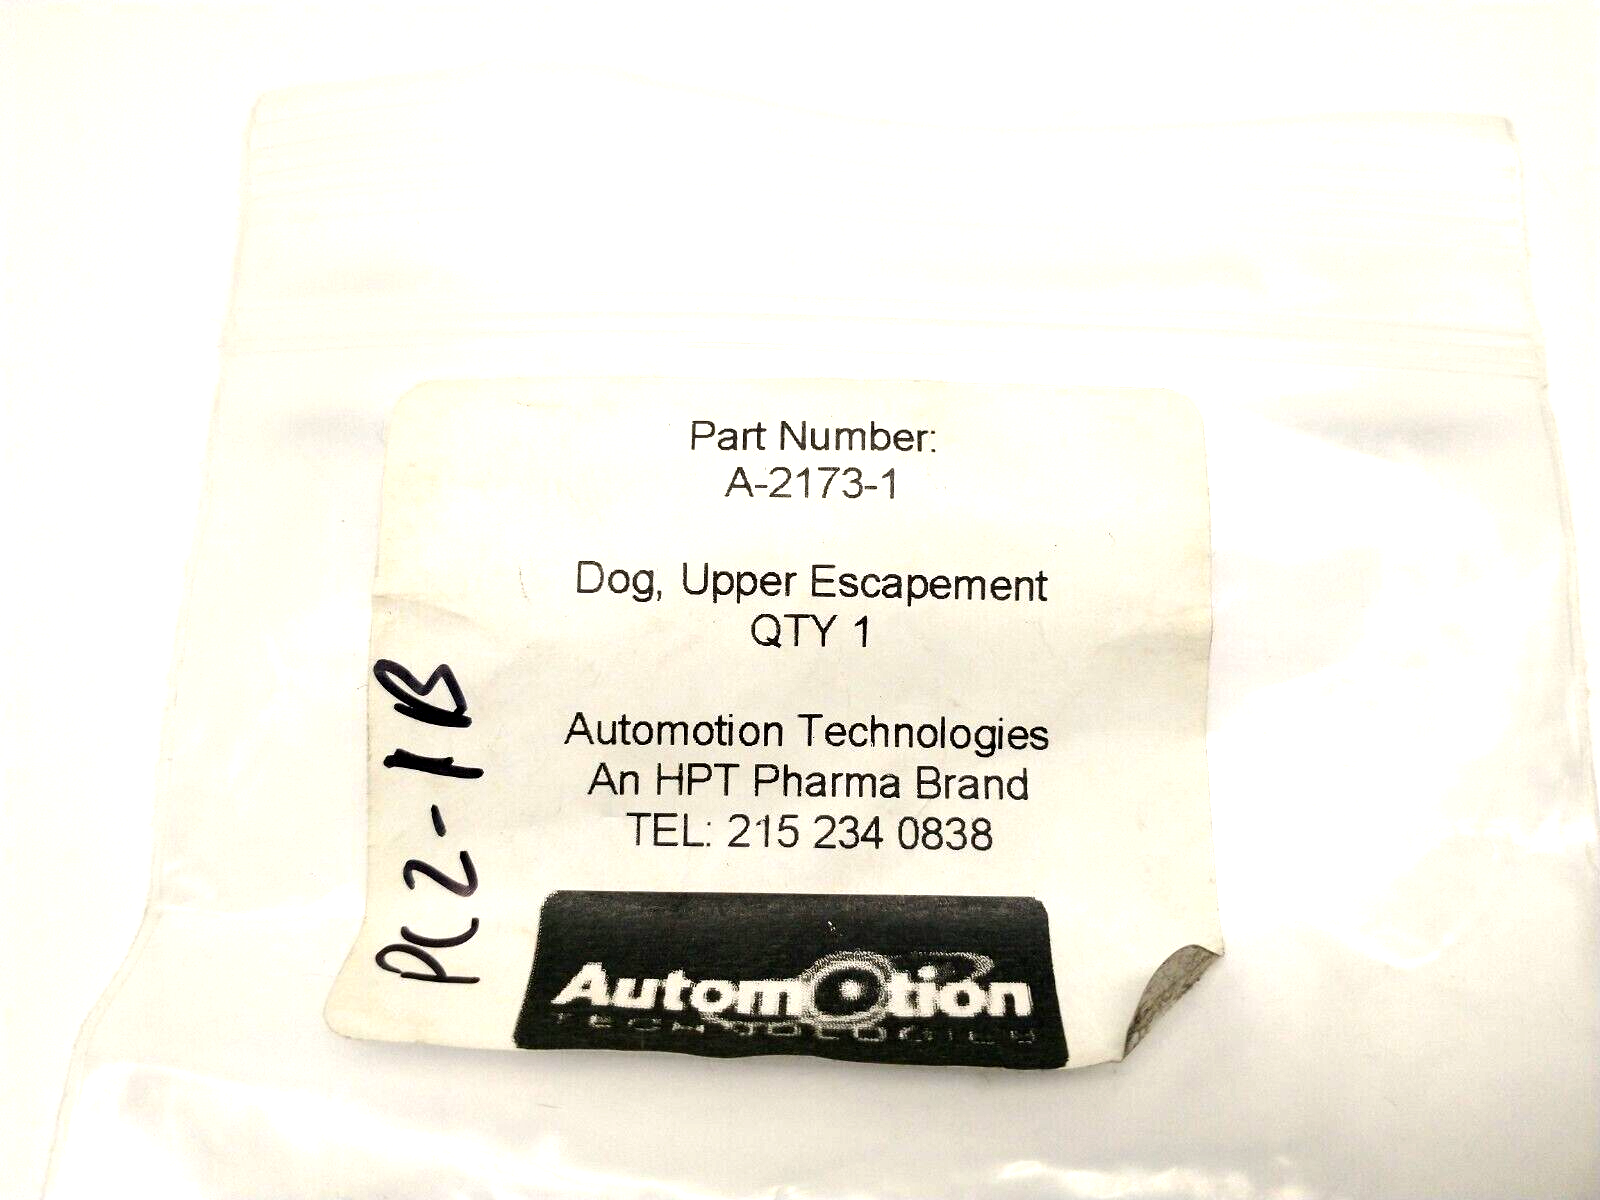 Part Number:
A-2173-1
Dog, Upper Escapement
QTY 1
Automotion Technologies
An HPT Pharma Brand
TEL: 215 234 0838
Automotion
TECHNOLOGIES
PC2-1B